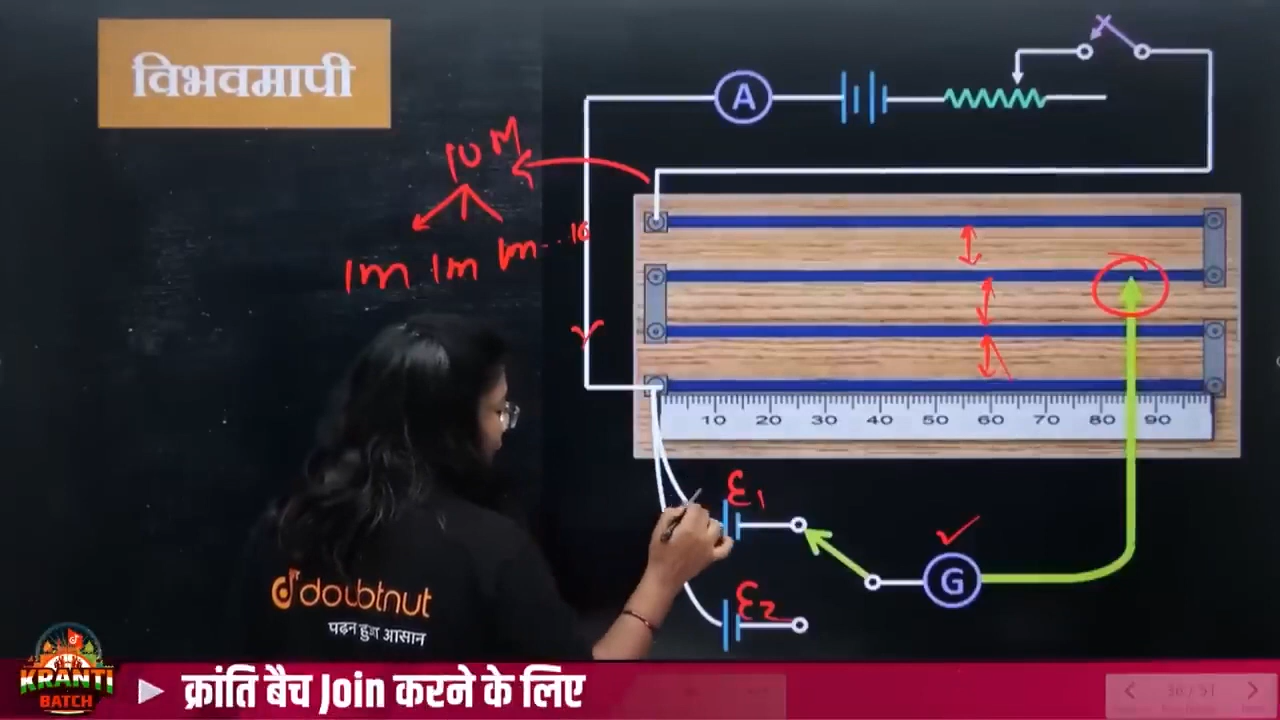 विभवमापी
A
10 M
1m 1m 1m...10
10 20 30 40 50 60 70 80 90
ε1
G
ε2
doubtnut
पढ़ना हुआ आसान
KRANTI
BATCH
क्रांति बैच Join करने के लिए